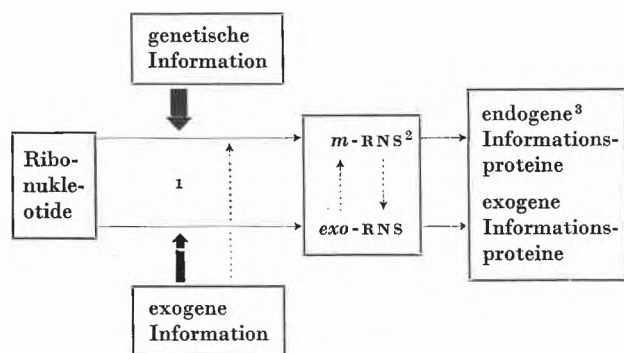 genetische
Information
Ribo-
nukle-
otide
1
m-RNS²
exo-RNS
endogene³
Informations-
proteine
exogene
Informations-
proteine
exogene
Information